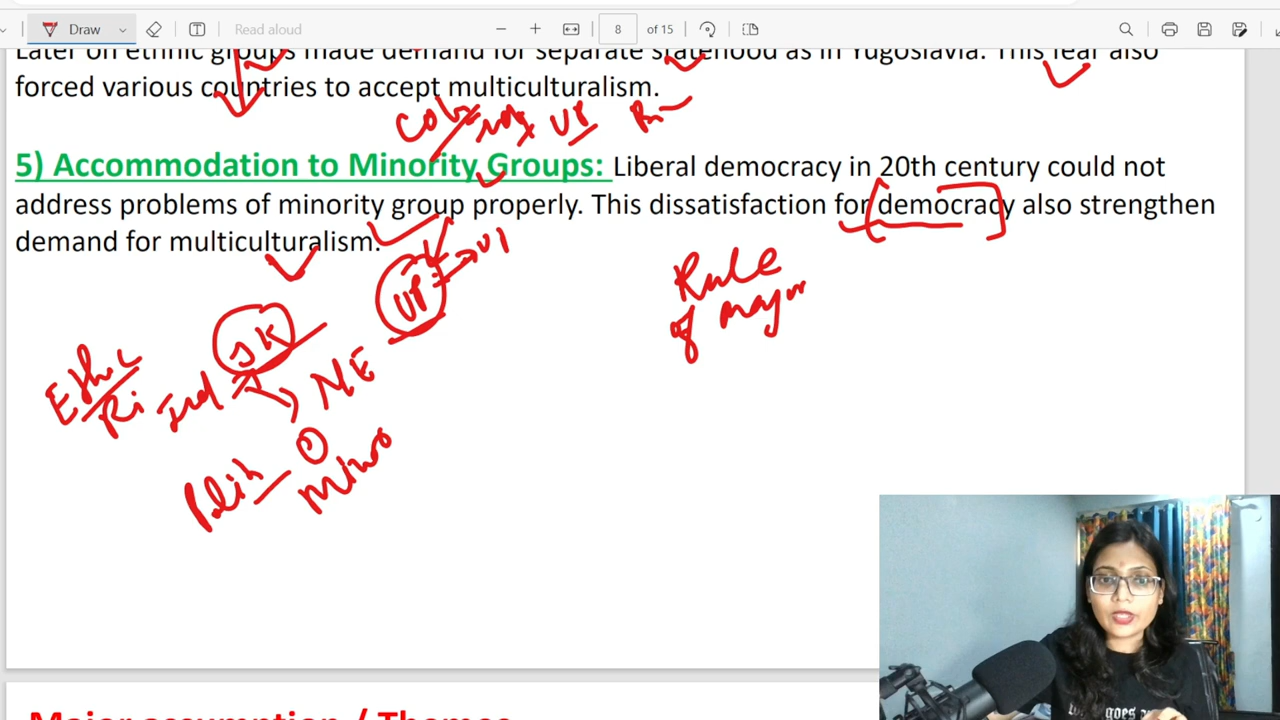 Draw
Read aloud
8 of 15
Later on ethnic groups made demand for separate statehood as in Yugoslavia. This fear also
forced various countries to accept multiculturalism.
UP
5) Accommodation to Minority Groups: Liberal democracy in 20th century could not
address problems of minority group properly. This dissatisfaction for democracy also strengthen
demand for multiculturalism.
Rule
of major
UP
JK
NE
Ind
Mino
Major assumption / Themes